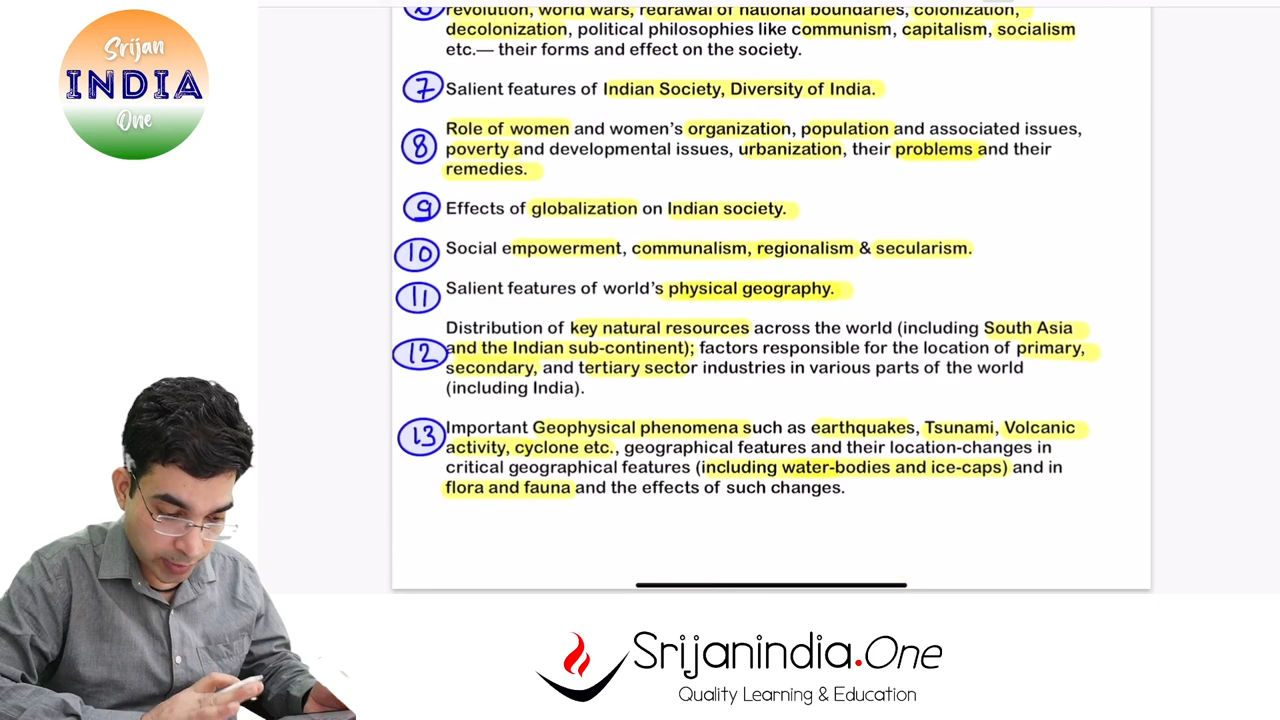 Srijan
INDIA
One
revolution, world wars, redrawal of national boundaries, colonization,
decolonization, political philosophies like communism, capitalism, socialism
etc.— their forms and effect on the society.
7 Salient features of Indian Society, Diversity of India.
8 Role of women and women's organization, population and associated issues,
poverty and developmental issues, urbanization, their problems and their
remedies.
9 Effects of globalization on Indian society.
10 Social empowerment, communalism, regionalism & secularism.
11 Salient features of world's physical geography.
12 Distribution of key natural resources across the world (including South Asia
and the Indian sub-continent); factors responsible for the location of primary,
secondary, and tertiary sector industries in various parts of the world
(including India).
13 Important Geophysical phenomena such as earthquakes, Tsunami, Volcanic
activity, cyclone etc., geographical features and their location-changes in
critical geographical features (including water-bodies and ice-caps) and in
flora and fauna and the effects of such changes.
Srijanindia.One
Quality Learning & Education